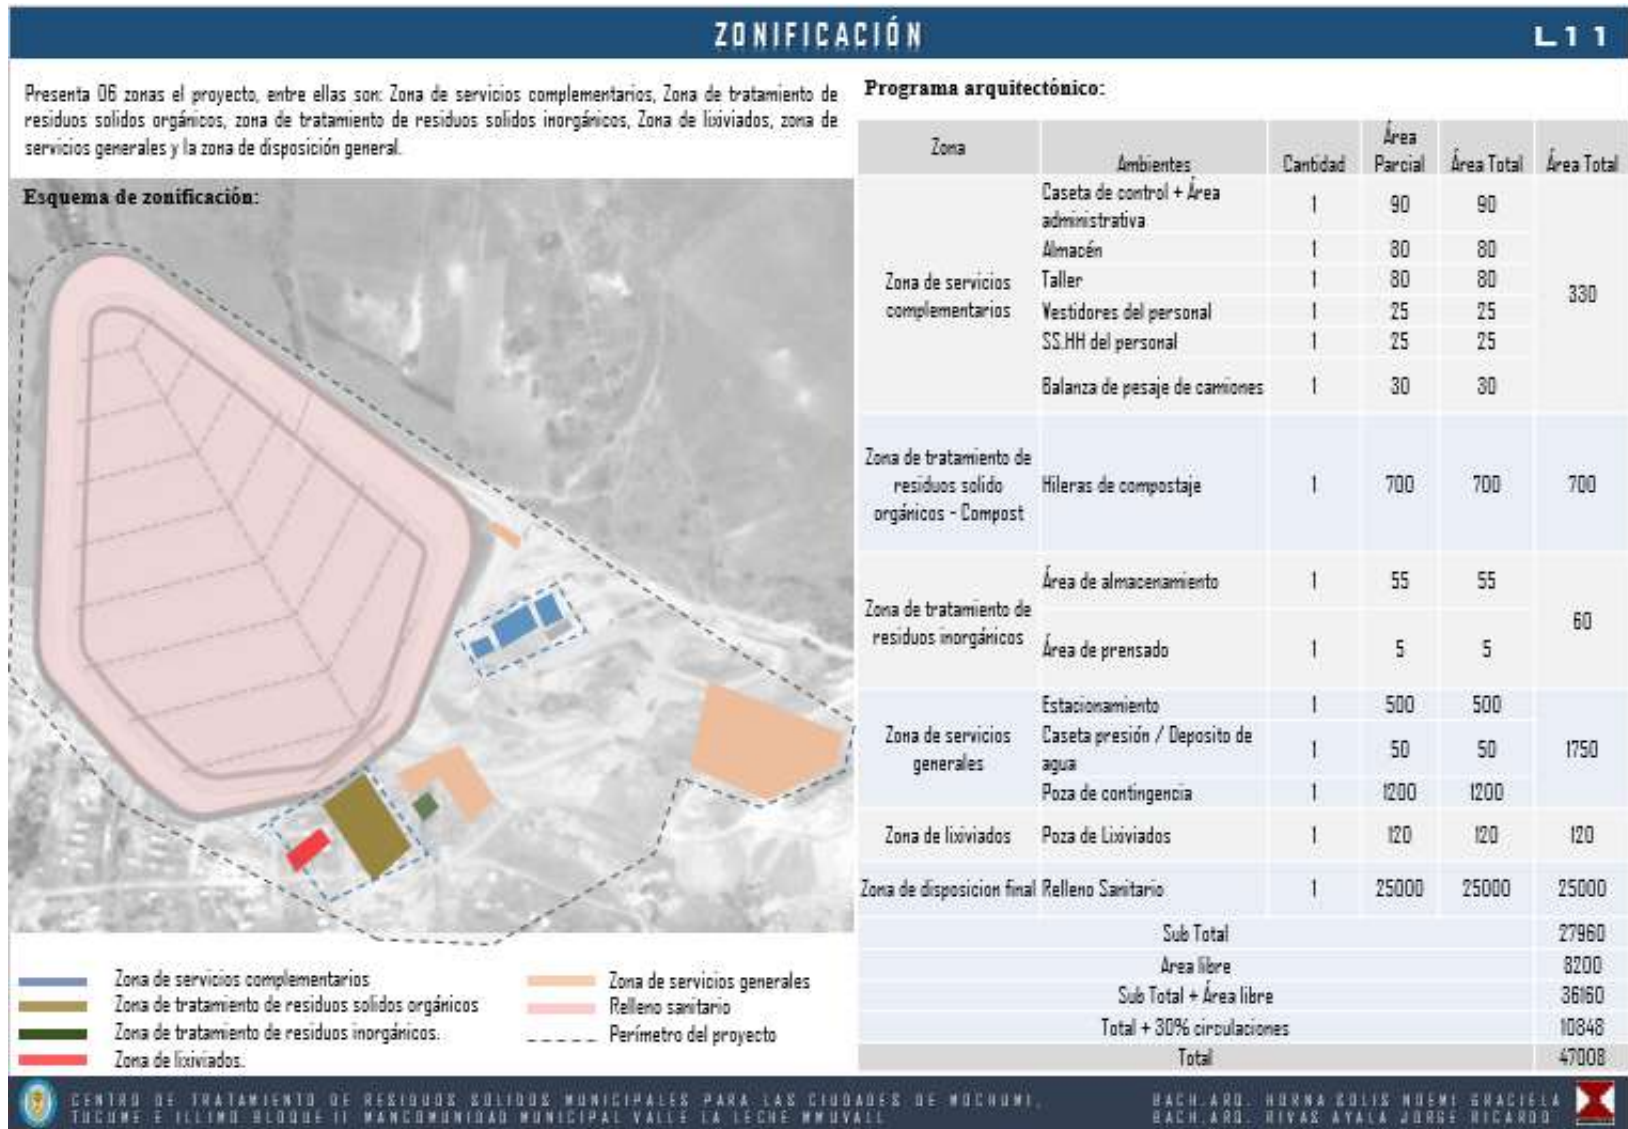 ZONIFICACIÓN
L11
Presenta 06 zonas el proyecto, entre ellas son: Zona de servicios complementarios, Zona de tratamiento de
residuos solidos orgánicos, zona de tratamiento de residuos solidos inorgánicos, Zona de lixiviados, zona de
servicios generales y la zona de disposición general.
Esquema de zonificación:
Zona de servicios complementarios
Zona de tratamiento de residuos solidos orgánicos
Zona de tratamiento de residuos inorgánicos.
Zona de lixiviados.
Zona de servicios generales
Relleno sanitario
Perímetro del proyecto
Programa arquitectónico:
Zona Ambientes Cantidad Área Parcial Área Total Área Total
Zona de servicios complementarios
Caseta de control + Área administrativa 1 90 90
Almacén 1 80 80
Taller 1 80 80
Vestidores del personal 1 25 25
SS.HH del personal 1 25 25
Balanza de pesaje de camiones 1 30 30
330
Zona de tratamiento de residuos solido orgánicos - Compost
Hileras de compostaje 1 700 700 700
Zona de tratamiento de residuos inorgánicos
Área de almacenamiento 1 55 55
Área de prensado 1 5 5
60
Zona de servicios generales
Estacionamiento 1 500 500
Caseta presión / Deposito de agua 1 50 50
Poza de contingencia 1 1200 1200
1750
Zona de lixiviados Poza de Lixiviados 1 120 120 120
Zona de disposicion final Relleno Sanitario 1 25000 25000 25000
Sub Total 27960
Area libre 8200
Sub Total + Área libre 36160
Total + 30% circulaciones 10848
Total 47008
CENTRO DE TRATAMIENTO DE RESIDUOS SOLIDOS MUNICIPALES PARA LAS CIUDADES DE MOCHUMI,
TUCUME E ILLIMO BLOQUE II MANCOMUNIDAD MUNICIPAL VALLE LA LECHE MMUVALL
BACH.ARQ. HORNA SOLIS NOEMI GRACIELA
BACH.ARQ. RIVAS AYALA JORGE RICARDO